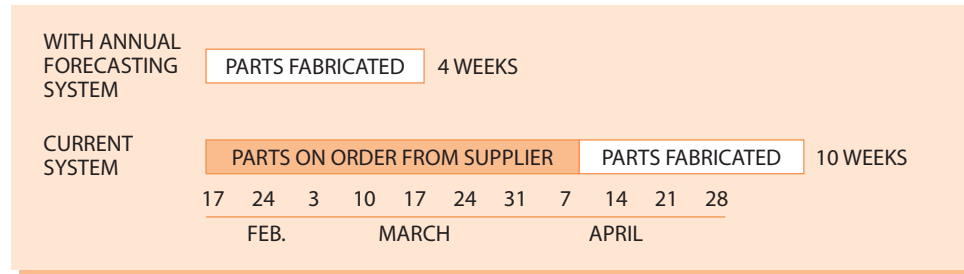 WITH ANNUAL
FORECASTING
SYSTEM
PARTS FABRICATED 4 WEEKS
CURRENT
SYSTEM
PARTS ON ORDER FROM SUPPLIER PARTS FABRICATED 10 WEEKS
17 24 3 10 17 24 31 7 14 21 28
FEB. MARCH APRIL